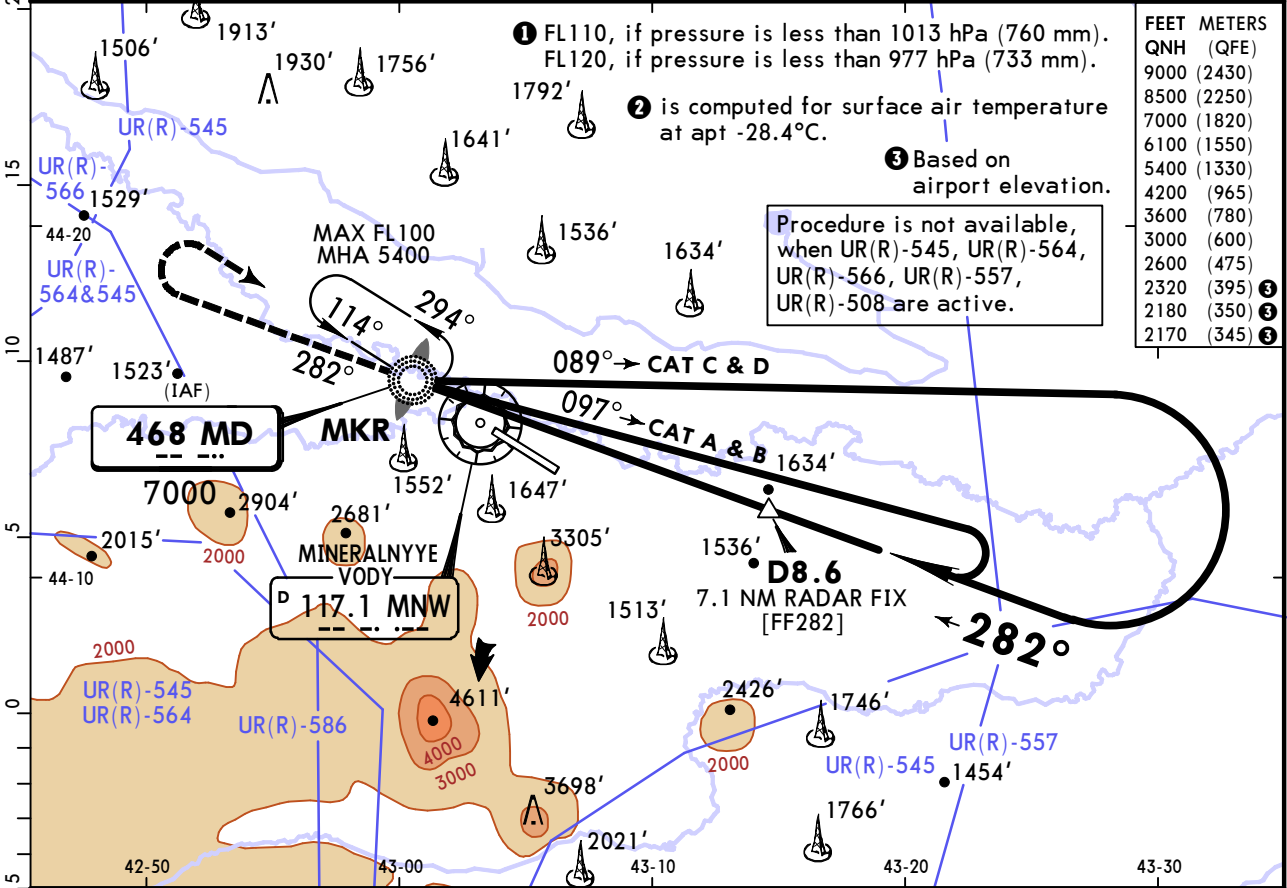 1913′
1506′
1930′
1756′
1792′
1641′
❶ FL110, if pressure is less than 1013 hPa (760 mm).
FL120, if pressure is less than 977 hPa (733 mm).
❷ is computed for surface air temperature
at apt -28.4°C.
❸ Based on
airport elevation.
FEET METERS
QNH (QFE)
9000 (2430)
8500 (2250)
7000 (1820)
6100 (1550)
5400 (1330)
4200 (965)
3600 (780)
3000 (600)
2600 (475)
2320 (395) ❸
2180 (350) ❸
2170 (345) ❸
Procedure is not available,
when UR(R)-545, UR(R)-564,
UR(R)-566, UR(R)-557,
UR(R)-508 are active.
UR(R)-545
UR(R)-
566
1529′
44-20
UR(R)-
564&545
MAX FL100
MHA 5400
1536′
1634′
114°
294°
282°
1487′
1523′
(IAF)
468 MD
MKR
7000
089° → CAT C & D
097° → CAT A & B
1634′
1552′
1647′
2904′
2681′
2015′
2000
44-10
MINERALNYYE
VODY
D 117.1 MNW
3305′
2000
1536′
D8.6
7.1 NM RADAR FIX
[FF282]
1513′
282°
2000
UR(R)-545
UR(R)-564
UR(R)-586
4611′
4000
3000
2426′
2000
1746′
UR(R)-545
UR(R)-557
1454′
3698′
1766′
2021′
15
10
5
0
5
42-50
43-00
43-10
43-20
43-30